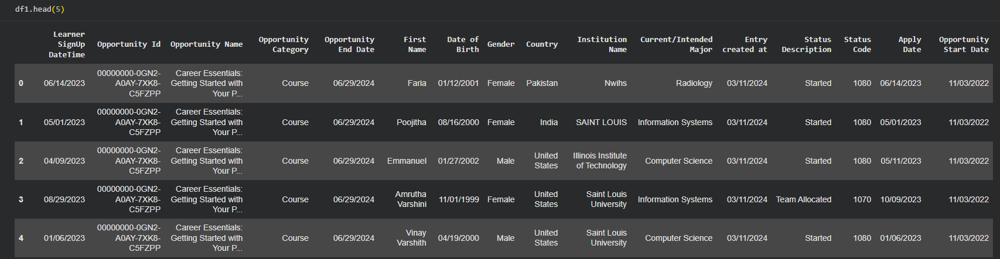 df1.head(5)
Learner SignUp DateTime Opportunity Id Opportunity Name Opportunity Category Opportunity End Date First Name Date of Birth Gender Country Institution Name Current/Intended Major Entry created at Status Description Status Code Apply Date Opportunity Start Date
0 06/14/2023 00000000-0GN2-A0AY-7XK8-C5FZPP Career Essentials: Getting Started with Your P... Course 06/29/2024 Faria 01/12/2001 Female Pakistan Nwihs Radiology 03/11/2024 Started 1080 06/14/2023 11/03/2022
1 05/01/2023 00000000-0GN2-A0AY-7XK8-C5FZPP Career Essentials: Getting Started with Your P... Course 06/29/2024 Poojitha 08/16/2000 Female India SAINT LOUIS Information Systems 03/11/2024 Started 1080 05/01/2023 11/03/2022
2 04/09/2023 00000000-0GN2-A0AY-7XK8-C5FZPP Career Essentials: Getting Started with Your P... Course 06/29/2024 Emmanuel 01/27/2002 Male United States Illinois Institute of Technology Computer Science 03/11/2024 Started 1080 05/11/2023 11/03/2022
3 08/29/2023 00000000-0GN2-A0AY-7XK8-C5FZPP Career Essentials: Getting Started with Your P... Course 06/29/2024 Amrutha Varshini 11/01/1999 Female United States Saint Louis University Information Systems 03/11/2024 Team Allocated 1070 10/09/2023 11/03/2022
4 01/06/2023 00000000-0GN2-A0AY-7XK8-C5FZPP Career Essentials: Getting Started with Your P... Course 06/29/2024 Vinay Varshith 04/19/2000 Male United States Saint Louis University Computer Science 03/11/2024 Started 1080 01/06/2023 11/03/2022